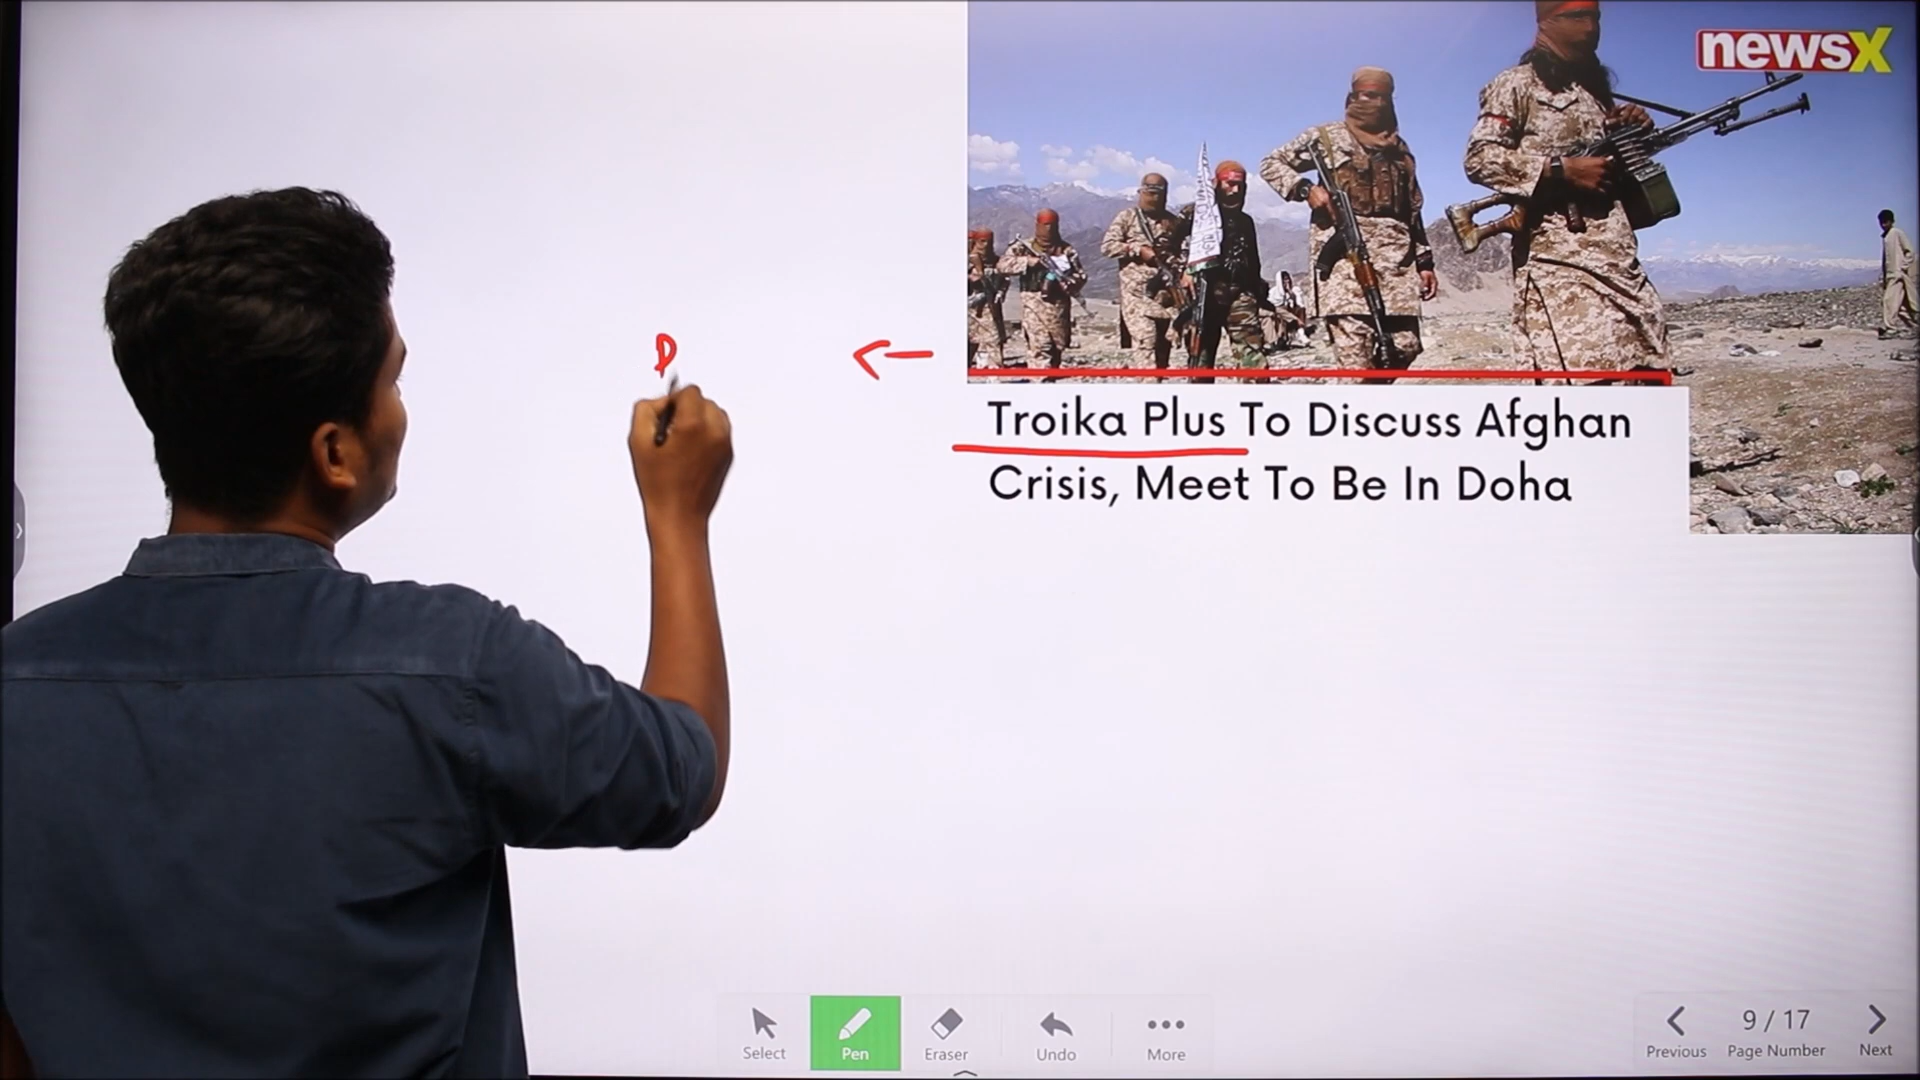 newsX
P
Troika Plus To Discuss Afghan
Crisis, Meet To Be In Doha
Select
Pen
Eraser
Undo
More
9 / 17
Previous
Page Number
Next